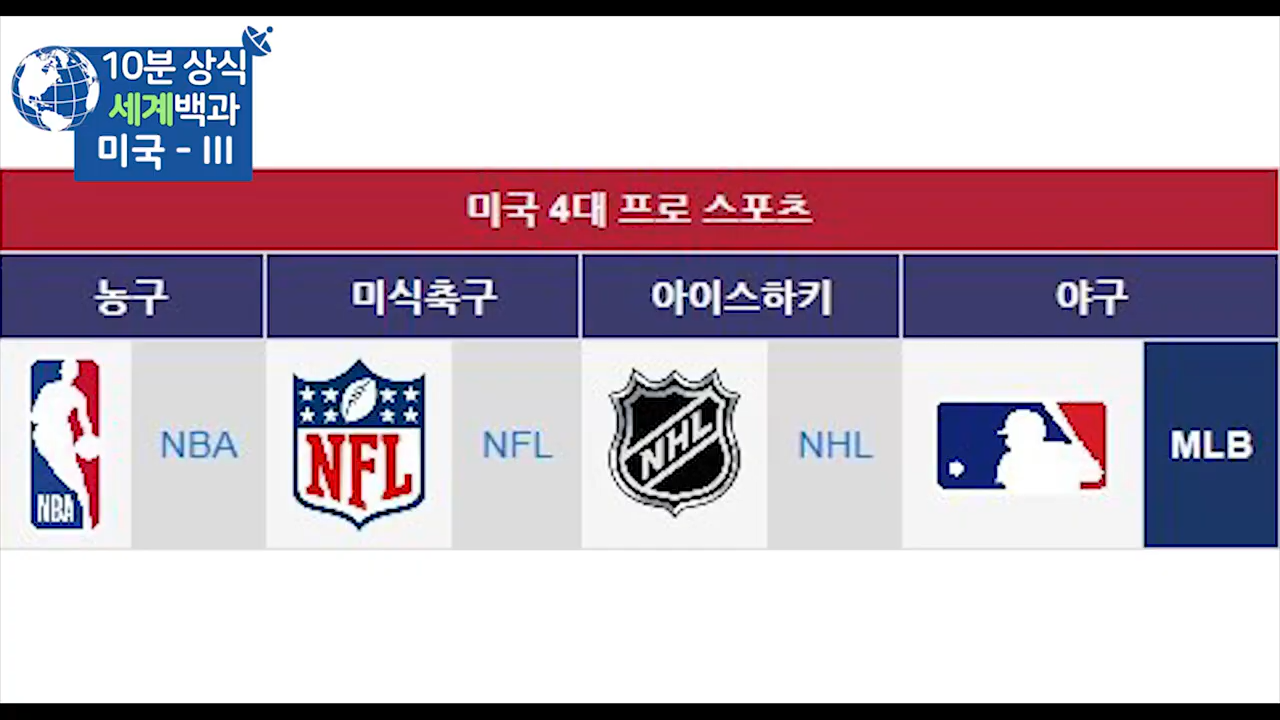 10분 상식
세계백과
미국 - III
미국 4대 프로 스포츠
농구 미식축구 아이스하키 야구
NBA NBA NFL NFL NHL NHL MLB